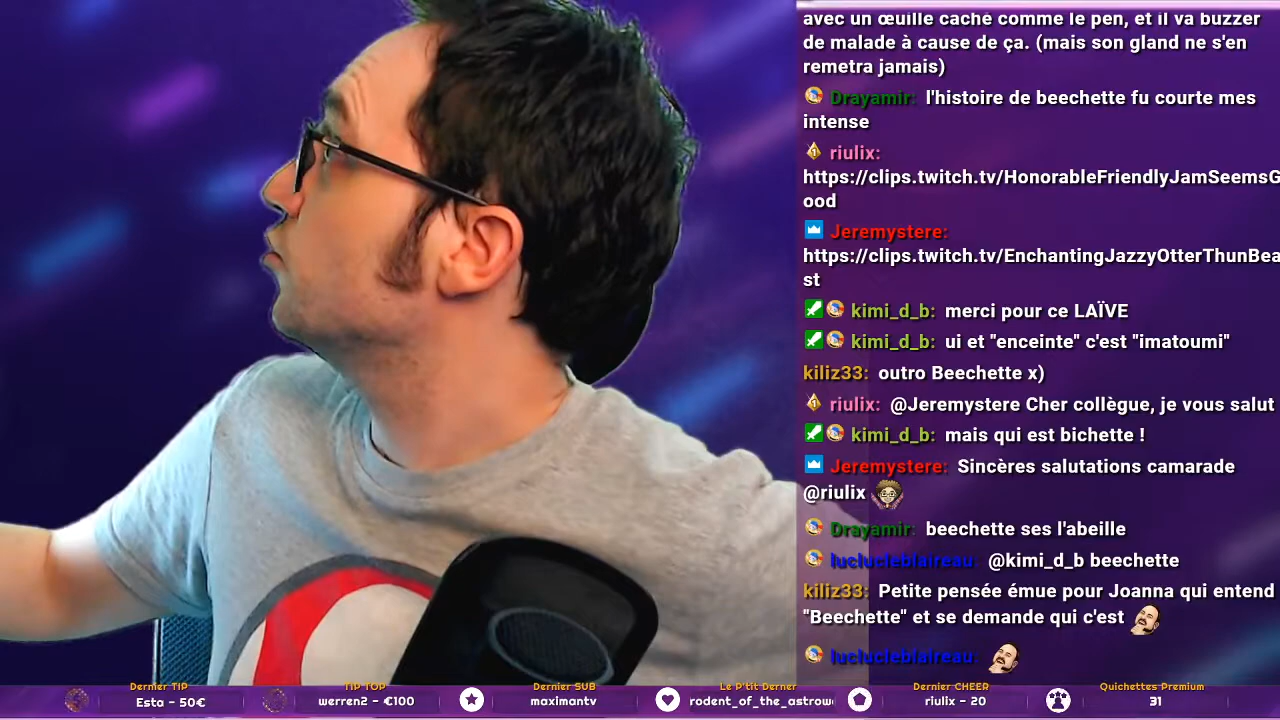 avec un œuille caché comme le pen, et il va buzzer
de malade à cause de ça. (mais son gland ne s'en
remetra jamais)
Drayamir: l'histoire de beechette fu courte mes
intense
riulix:
https://clips.twitch.tv/HonorableFriendlyJamSeemsG
ood
Jeremystere:
https://clips.twitch.tv/EnchantingJazzyOtterThunBea
st
kimi_d_b: merci pour ce LAÏVE
kimi_d_b: ui et "enceinte" c'est "imatoumi"
kiliz33: outro Beechette x)
riulix: @Jeremystere Cher collègue, je vous salut
kimi_d_b: mais qui est bichette !
Jeremystere: Sincères salutations camarade
@riulix
Drayamir: beechette ses l'abeille
luclucleblaireau: @kimi_d_b beechette
kiliz33: Petite pensée émue pour Joanna qui entend
"Beechette" et se demande qui c'est
luclucleblaireau:
Dernier TIP
Esta - 50€
TIP TOP
werren2 - €100
Dernier SUB
maximantv
Le P'tit Derner
rodent_of_the_astrow
Dernier CHEER
riulix - 20
Quichettes Premium
31